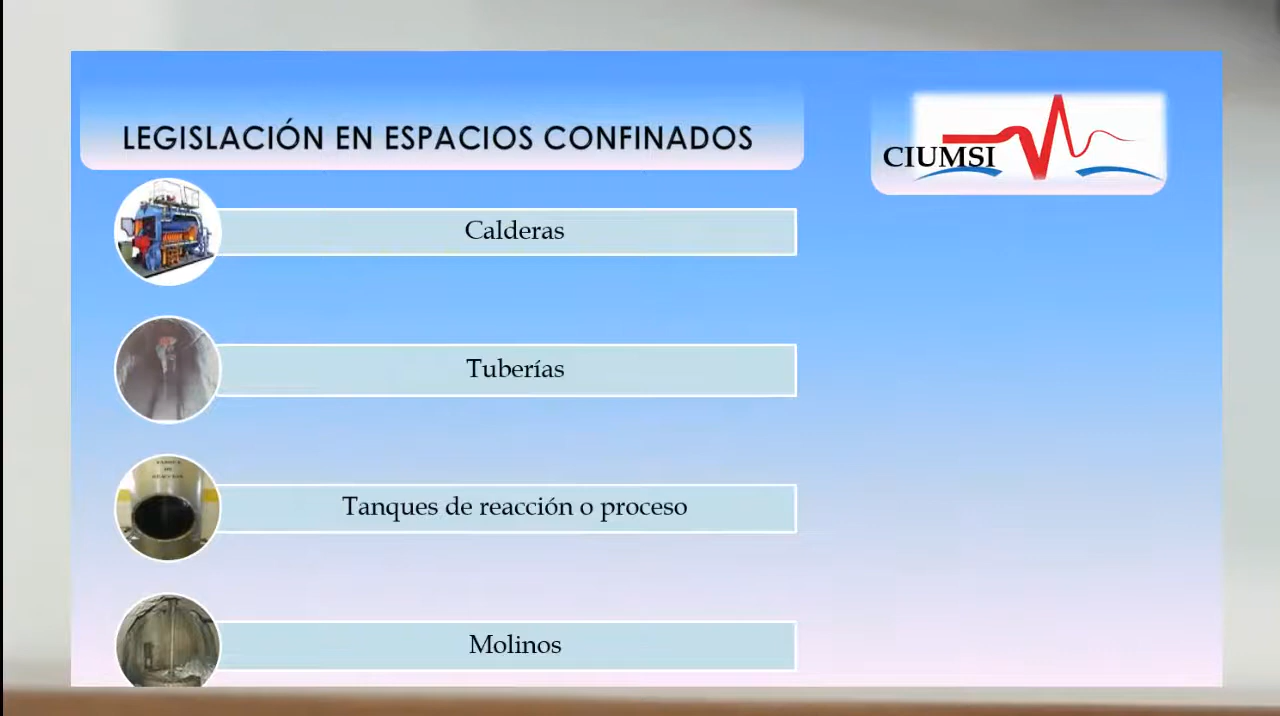 LEGISLACIÓN EN ESPACIOS CONFINADOS
CIUMSI
Calderas
Tuberías
Tanques de reacción o proceso
Molinos